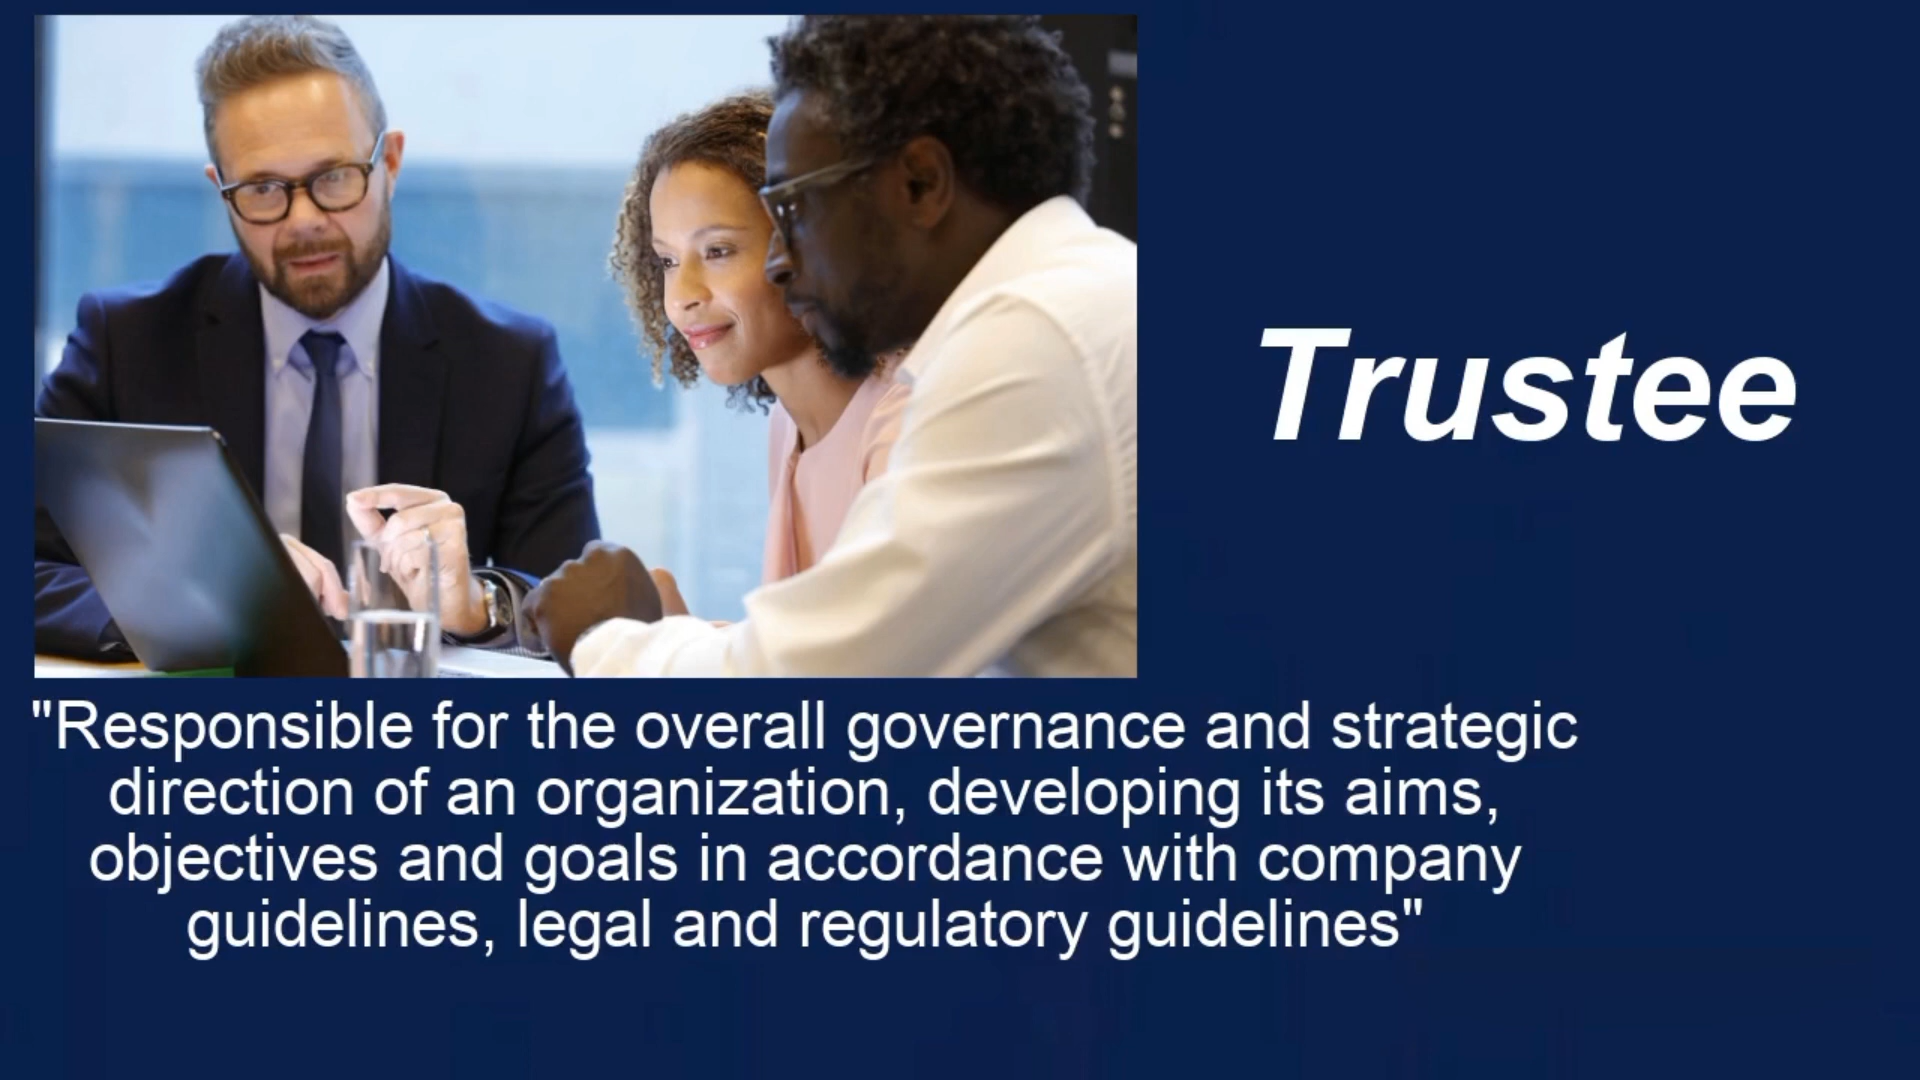 Trustee
"Responsible for the overall governance and strategic
direction of an organization, developing its aims,
objectives and goals in accordance with company
guidelines, legal and regulatory guidelines"